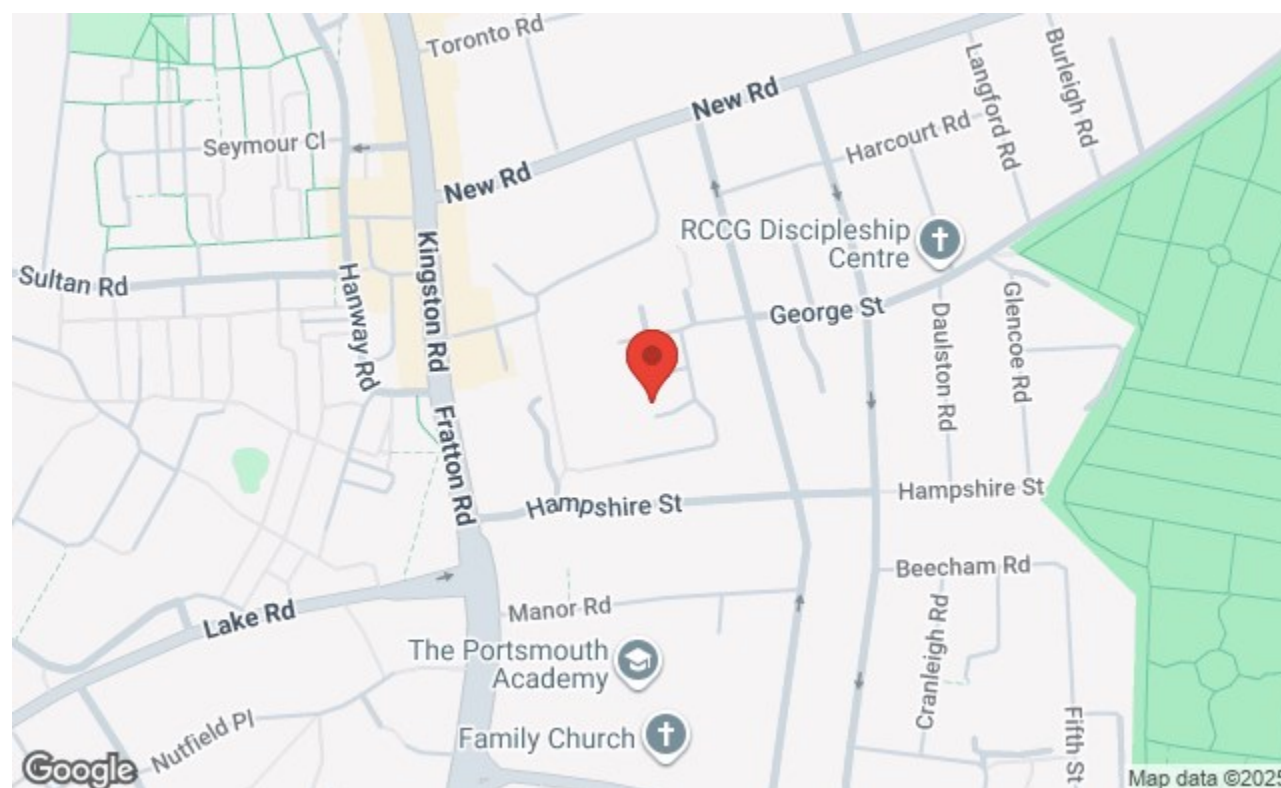 Toronto Rd
Burleigh Rd
Langford Rd
New Rd
Harcourt Rd
Seymour Cl
New Rd
RCCG Discipleship
Centre
Kingston Rd
Sultan Rd
Hanway Rd
George St
Glencoe Rd
Daulston Rd
Fratton Rd
Hampshire St
Hampshire St
Beecham Rd
Lake Rd
Manor Rd
Cranleigh Rd
The Portsmouth
Academy
Nutfield Pl
Family Church
Fifth St
Google
Map data ©2025